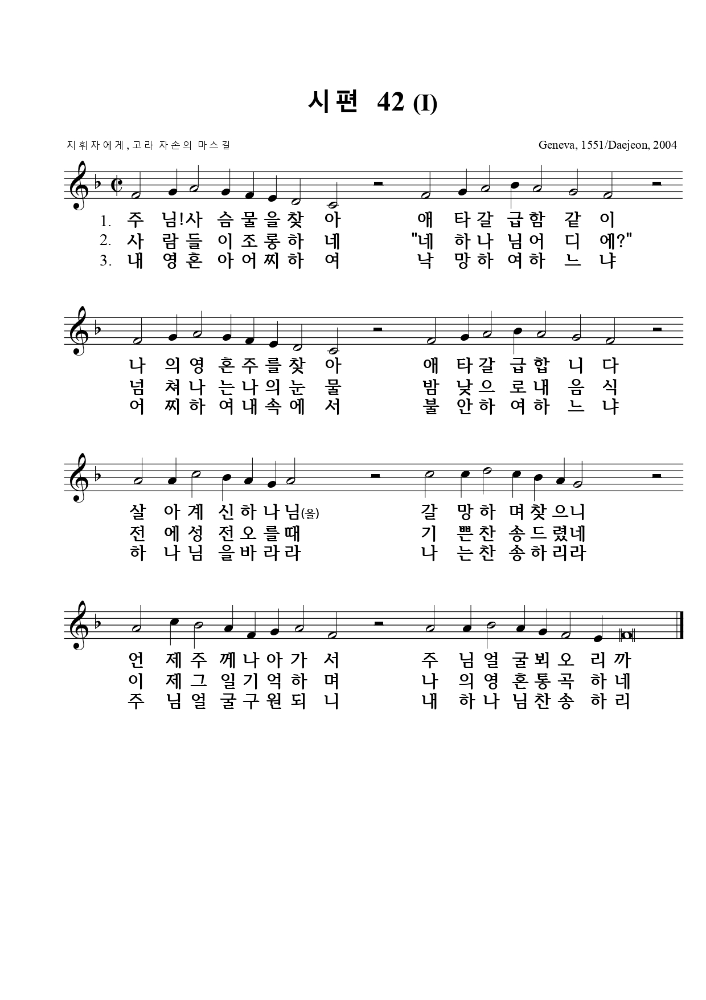 시편 42 (I)
지휘자에게, 고라 자손의 마스길
Geneva, 1551/Daejeon, 2004
1. 주 님!사 슴 물 을 찾 아 애 타 갈 급 함 같 이
2. 사 람 들 이 조 롱 하 네 "네 하 나 님 어 디 에?"
3. 내 영 혼 아 어 찌 하 여 낙 망 하 여 하 느 냐
나 의 영 혼 주 를 찾 아 애 타 갈 급 합 니 다
넘 쳐 나 는 나 의 눈 물 밤 낮 으 로 내 음 식
어 찌 하 여 내 속 에 서 불 안 하 여 하 느 냐
살 아 계 신 하 나 님(을) 갈 망 하 며 찾 으 니
전 에 성 전 오 를 때 기 쁜 찬 송 드 렸 네
하 나 님 을 바 라 라 나 는 찬 송 하 리 라
언 제 주 께 나 아 가 서 주 님 얼 굴 뵈 오 리 까
이 제 그 일 기 억 하 며 나 의 영 혼 통 곡 하 네
주 님 얼 굴 구 원 되 니 내 하 나 님 찬 송 하 리